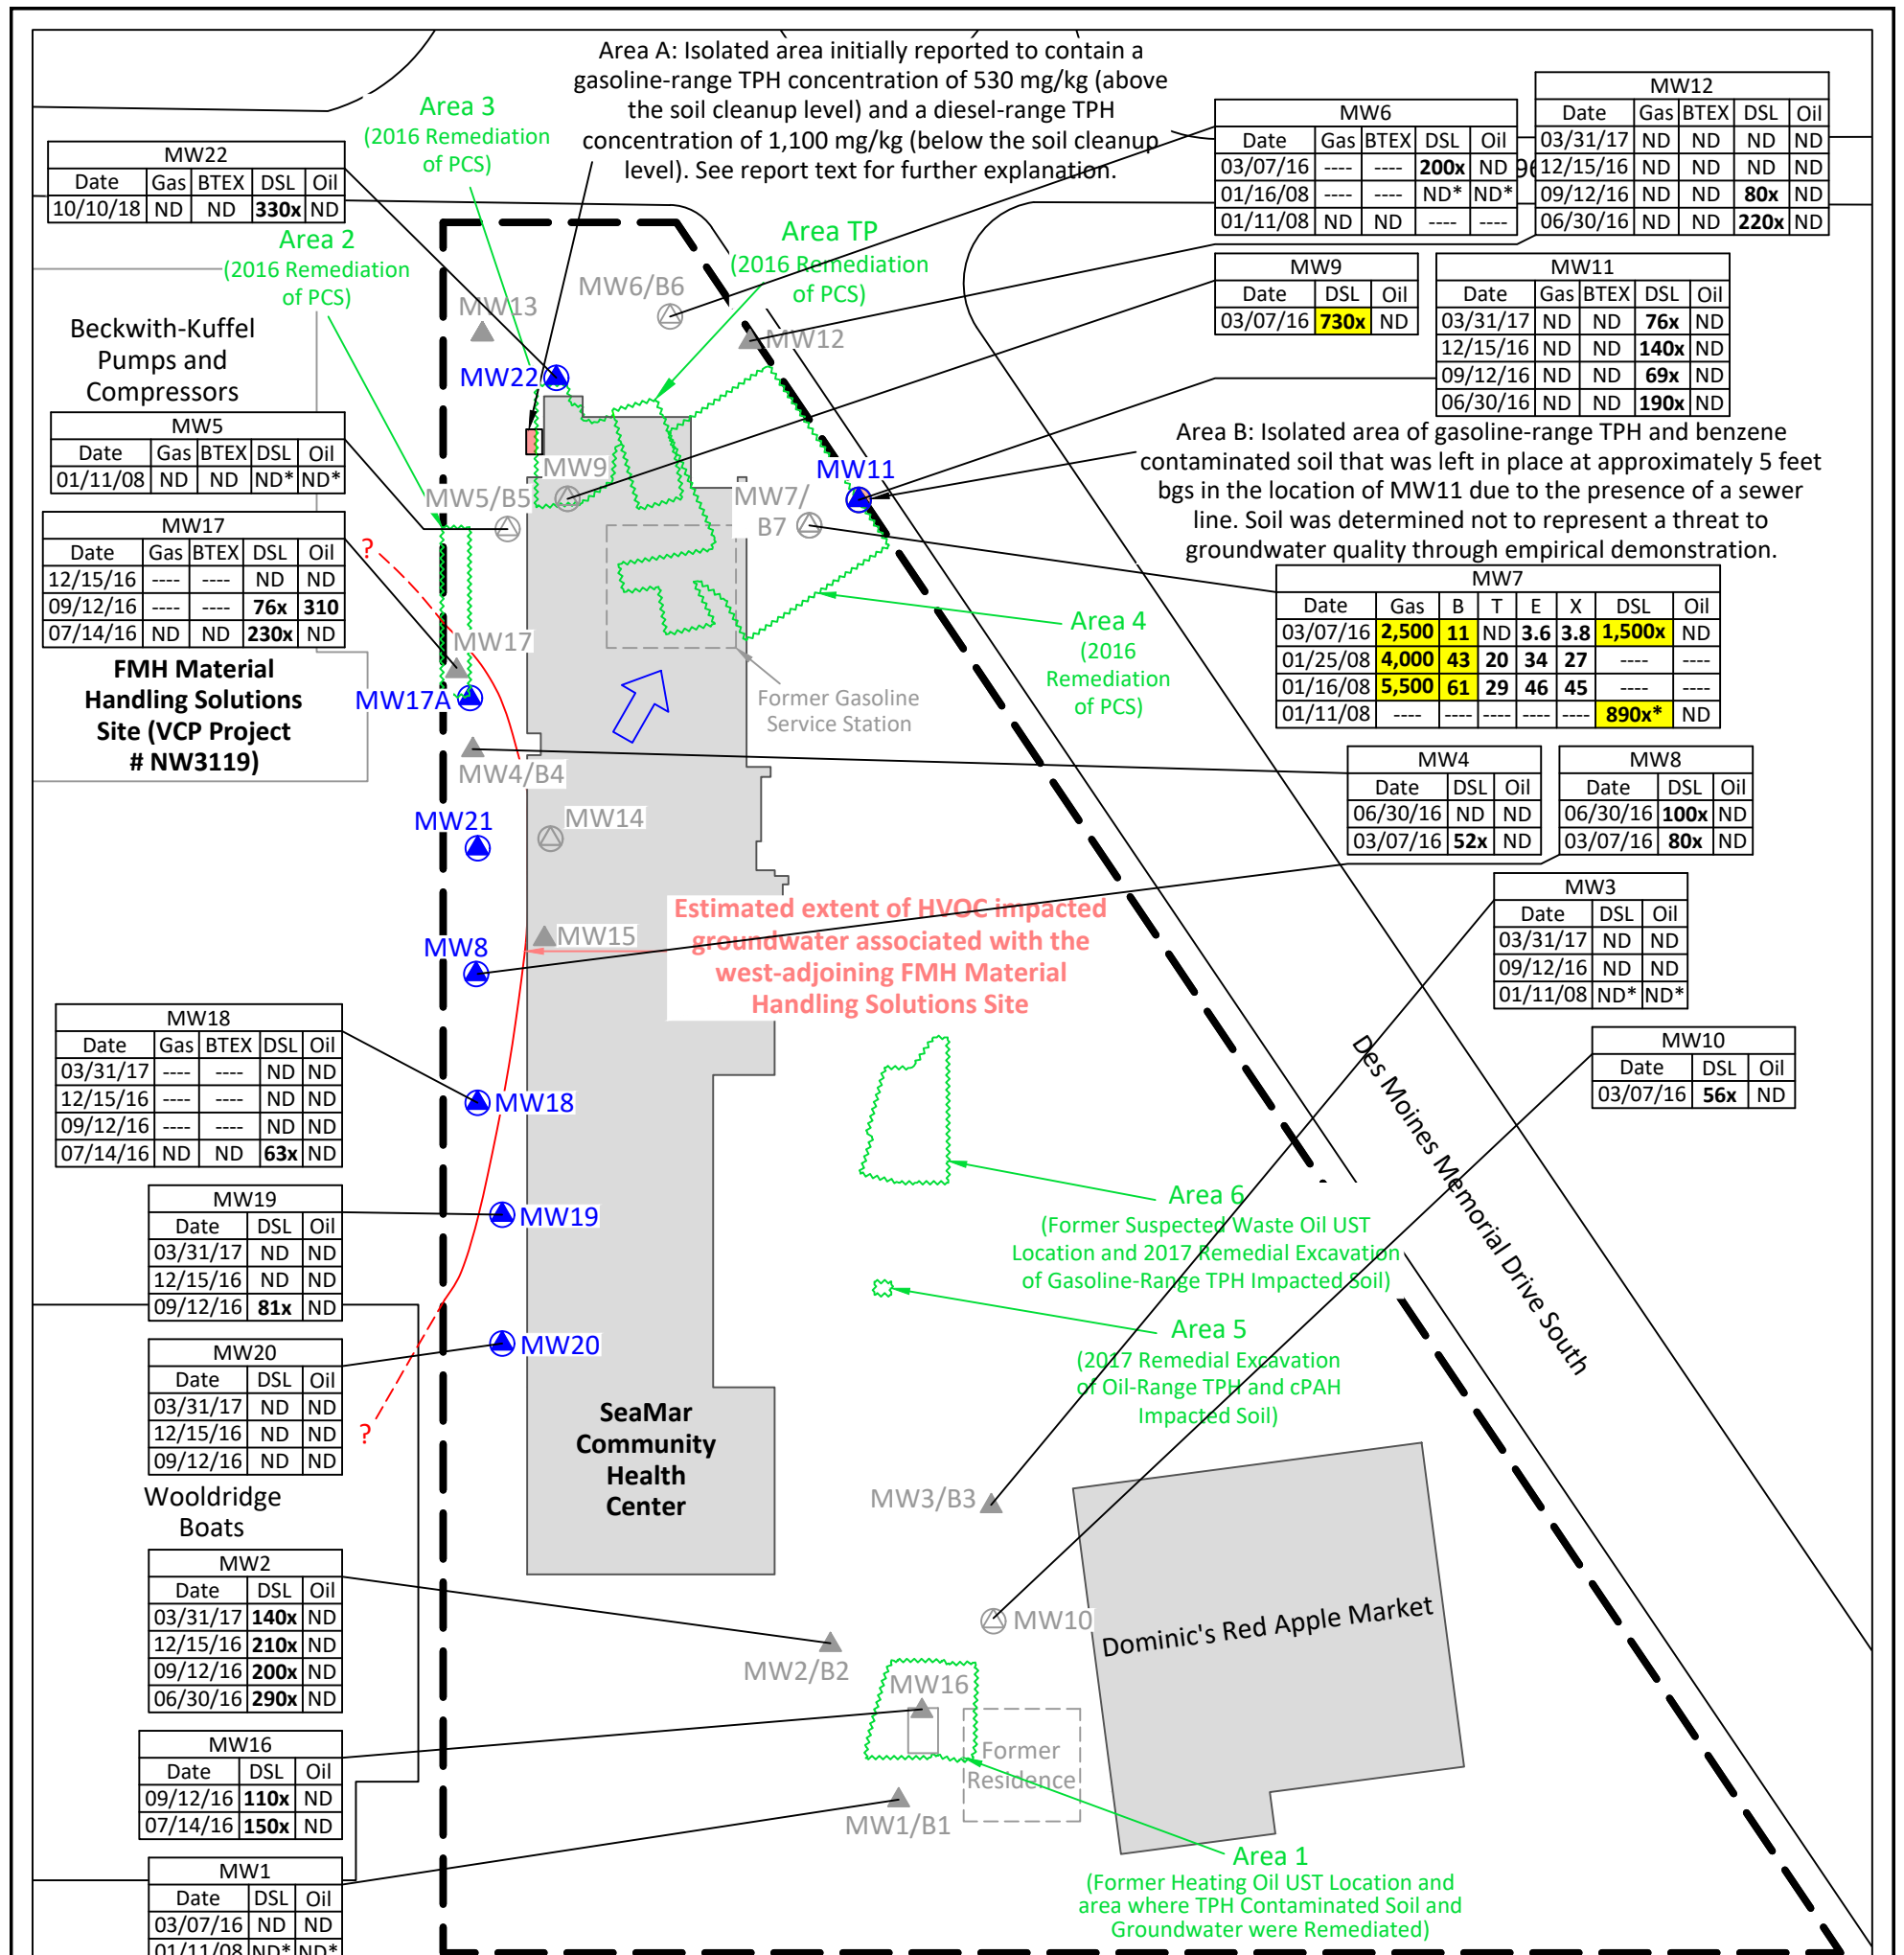 Area A: Isolated area initially reported to contain a
gasoline-range TPH concentration of 530 mg/kg (above
the soil cleanup level) and a diesel-range TPH
concentration of 1,100 mg/kg (below the soil cleanup
level). See report text for further explanation.
Area 3
(2016 Remediation
of PCS)
MW22
Date Gas BTEX DSL Oil
10/10/18 ND ND 330x ND
MW6
Date Gas BTEX DSL Oil
03/07/16 ---- ---- 200x ND
01/16/08 ---- ---- ND* ND*
01/11/08 ND ND ---- ----
96
MW12
Date Gas BTEX DSL Oil
03/31/17 ND ND ND ND
12/15/16 ND ND ND ND
09/12/16 ND ND 80x ND
06/30/16 ND ND 220x ND
Area 2
(2016 Remediation
of PCS)
Area TP
(2016 Remediation
of PCS)
MW9
Date DSL Oil
03/07/16 730x ND
MW11
Date Gas BTEX DSL Oil
03/31/17 ND ND 76x ND
12/15/16 ND ND 140x ND
09/12/16 ND ND 69x ND
06/30/16 ND ND 190x ND
MW13
MW6/B6
MW12
Beckwith-Kuffel
Pumps and
Compressors
MW22
MW5
Date Gas BTEX DSL Oil
01/11/08 ND ND ND* ND*
MW9
MW5/B5
MW7/
B7
MW11
Area B: Isolated area of gasoline-range TPH and benzene
contaminated soil that was left in place at approximately 5 feet
bgs in the location of MW11 due to the presence of a sewer
line. Soil was determined not to represent a threat to
groundwater quality through empirical demonstration.
MW17
Date Gas BTEX DSL Oil
12/15/16 ---- ---- ND ND
09/12/16 ---- ---- 76x 310
07/14/16 ND ND 230x ND
?
MW7
Date Gas B T E X DSL Oil
03/07/16 2,500 11 ND 3.6 3.8 1,500x ND
01/25/08 4,000 43 20 34 27 ---- ----
01/16/08 5,500 61 29 46 45 ---- ----
01/11/08 ---- ---- ---- ---- ---- 890x* ND
Area 4
(2016
Remediation
of PCS)
FMH Material
Handling Solutions
Site (VCP Project
# NW3119)
MW17
MW17A
Former Gasoline
Service Station
MW4/B4
MW4
Date DSL Oil
06/30/16 ND ND
03/07/16 52x ND
MW8
Date DSL Oil
06/30/16 100x ND
03/07/16 80x ND
MW21
MW14
MW3
Date DSL Oil
03/31/17 ND ND
09/12/16 ND ND
01/11/08 ND* ND*
Estimated extent of HVOC impacted
groundwater associated with the
west-adjoining FMH Material
Handling Solutions Site
MW15
MW8
MW18
Date Gas BTEX DSL Oil
03/31/17 ---- ---- ND ND
12/15/16 ---- ---- ND ND
09/12/16 ---- ---- ND ND
07/14/16 ND ND 63x ND
MW18
MW10
Date DSL Oil
03/07/16 56x ND
Des Moines Memorial Drive South
MW19
Date DSL Oil
03/31/17 ND ND
12/15/16 ND ND
09/12/16 81x ND
MW19
Area 6
(Former Suspected Waste Oil UST
Location and 2017 Remedial Excavation
of Gasoline-Range TPH Impacted Soil)
MW20
Date DSL Oil
03/31/17 ND ND
12/15/16 ND ND
09/12/16 ND ND
?
MW20
Area 5
(2017 Remedial Excavation
of Oil-Range TPH and cPAH
Impacted Soil)
SeaMar
Community
Health
Center
Wooldridge
Boats
MW3/B3
MW2
Date DSL Oil
03/31/17 140x ND
12/15/16 210x ND
09/12/16 200x ND
06/30/16 290x ND
MW10
Dominic's Red Apple Market
MW2/B2
MW16
MW16
Date DSL Oil
09/12/16 110x ND
07/14/16 150x ND
Former
Residence
MW1/B1
MW1
Date DSL Oil
03/07/16 ND ND
01/11/08 ND* ND*
Area 1
(Former Heating Oil UST Location and
area where TPH Contaminated Soil and
Groundwater were Remediated)